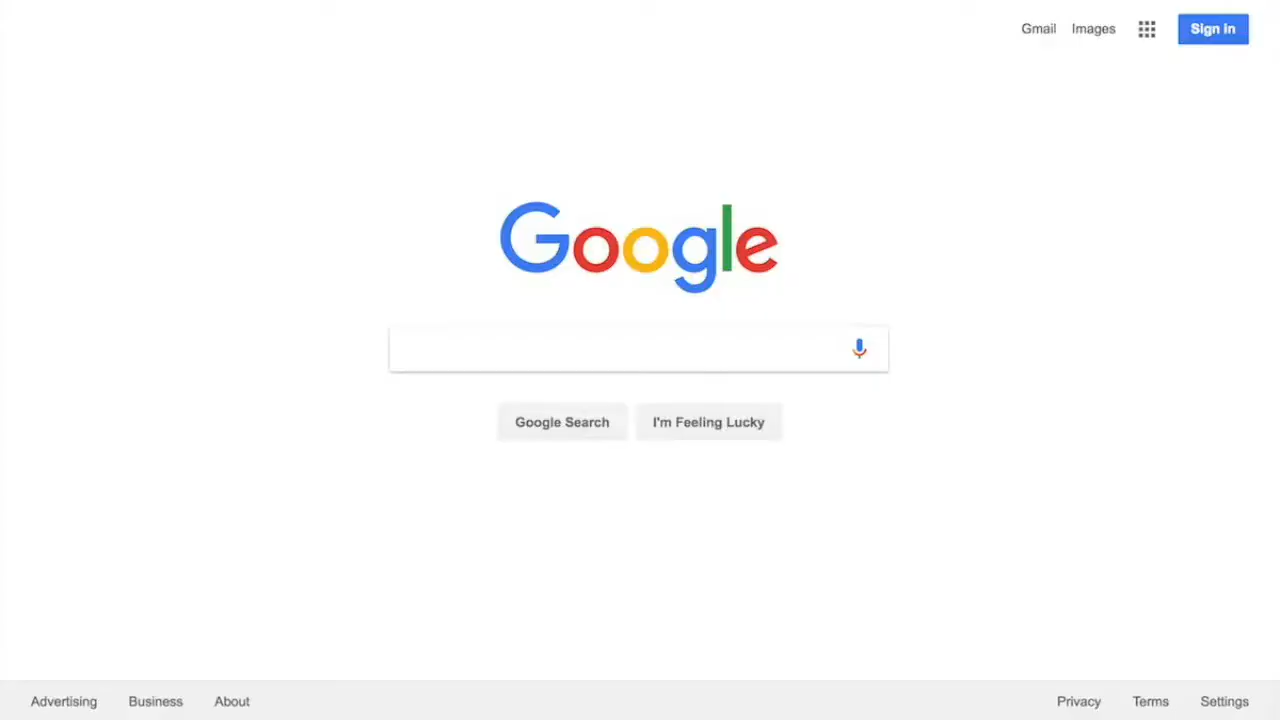 Gmail Images Sign in
Google
Google Search I'm Feeling Lucky
Advertising Business About Privacy Terms Settings